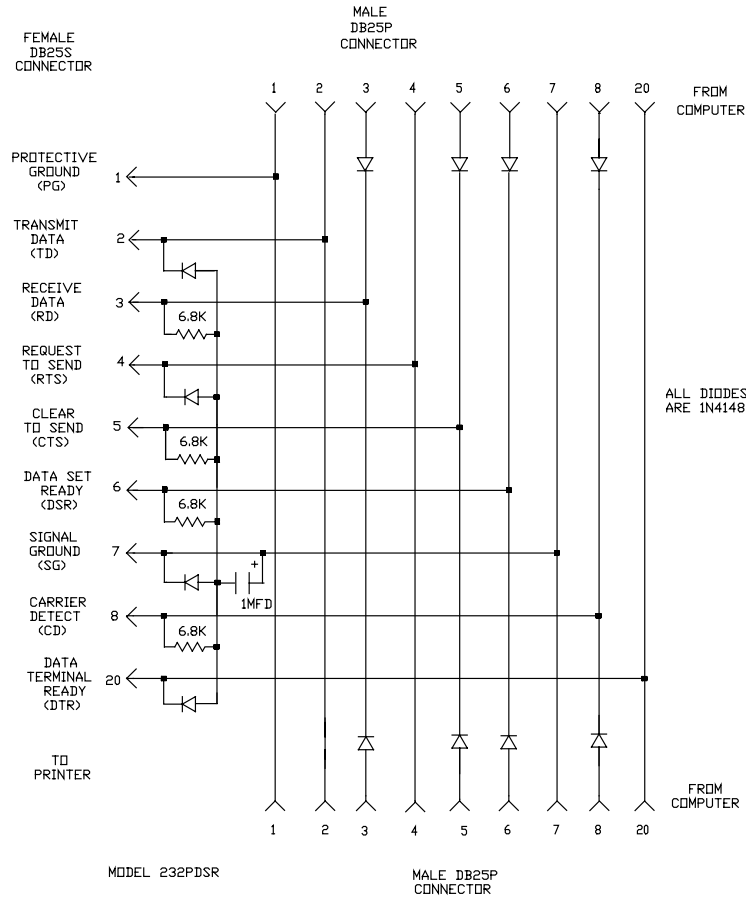 MALE
DB25P
CONNECTOR
FEMALE
DB25S
CONNECTOR
1 2 3 4 5 6 7 8 20
FROM
COMPUTER
PROTECTIVE
GROUND
(PG)
1
TRANSMIT
DATA
(TD)
2
RECEIVE
DATA
(RD)
3
6.8K
REQUEST
TO SEND
(RTS)
4
ALL DIODES
ARE 1N4148
CLEAR
TO SEND
(CTS)
5
6.8K
DATA SET
READY
(DSR)
6
6.8K
SIGNAL
GROUND
(SG)
7
+
1MFD
CARRIER
DETECT
(CD)
8
6.8K
DATA
TERMINAL
READY
(DTR)
20
TO
PRINTER
FROM
COMPUTER
1 2 3 4 5 6 7 8 20
MODEL 232PDSR
MALE DB25P
CONNECTOR